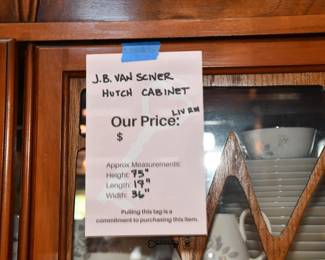 J.B. VAN SCIVER
HUTCH CABINET
LIV RM
Our Price:
$
Approx Measurements:
Height: 75"
Length: 19"
Width: 36"
Pulling this tag is a
commitment to purchasing this item.